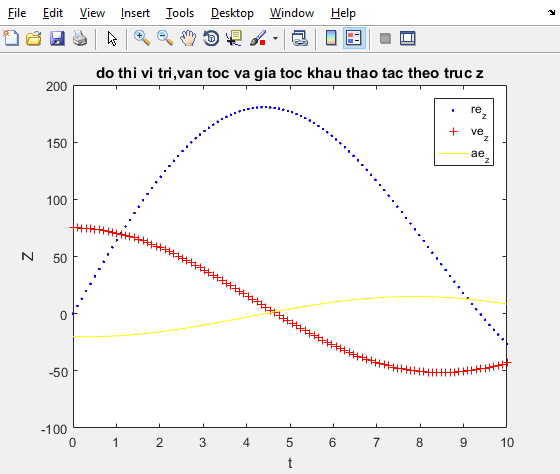 File Edit View Insert Tools Desktop Window Help
do thi vi tri,van toc va gia toc khau thao tac theo truc z
re_z
ve_z
ae_z
200
150
100
50
0
-50
-100
Z
0 1 2 3 4 5 6 7 8 9 10
t